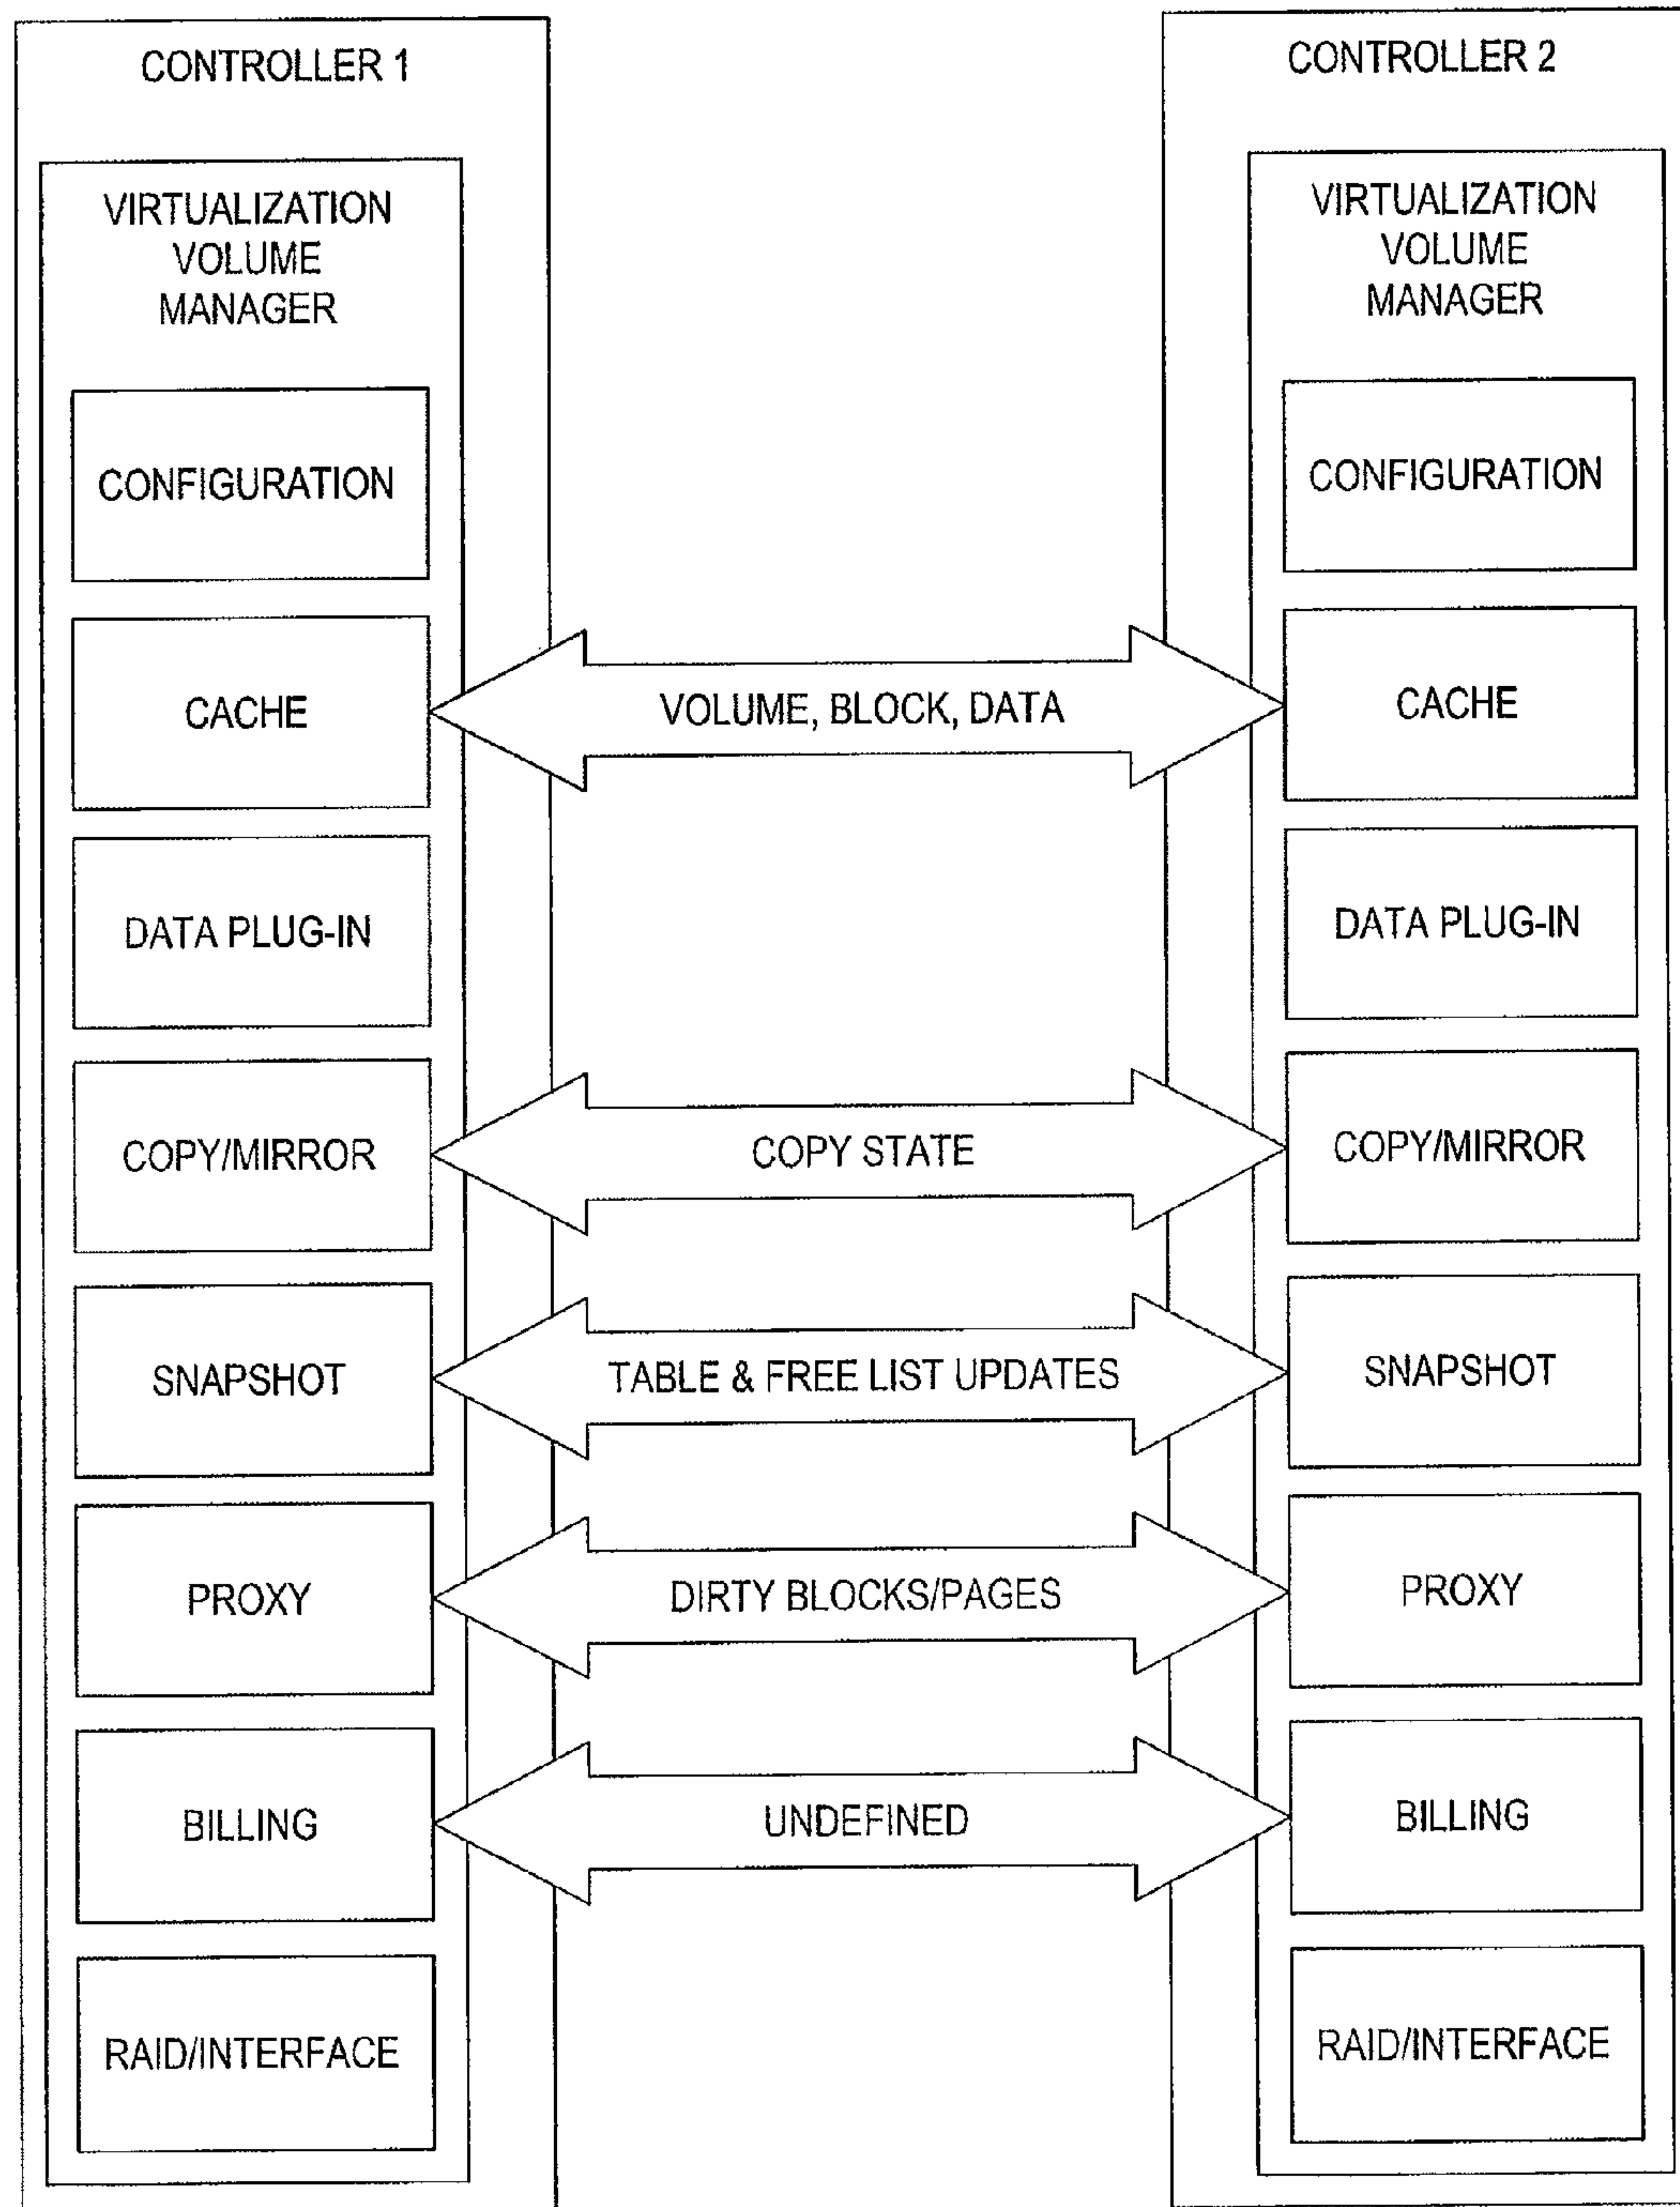 CONTROLLER 1
VIRTUALIZATION
VOLUME
MANAGER
CONFIGURATION
CACHE
DATA PLUG-IN
COPY/MIRROR
SNAPSHOT
PROXY
BILLING
RAID/INTERFACE
VOLUME, BLOCK, DATA
COPY STATE
TABLE & FREE LIST UPDATES
DIRTY BLOCKS/PAGES
UNDEFINED
CONTROLLER 2
VIRTUALIZATION
VOLUME
MANAGER
CONFIGURATION
CACHE
DATA PLUG-IN
COPY/MIRROR
SNAPSHOT
PROXY
BILLING
RAID/INTERFACE